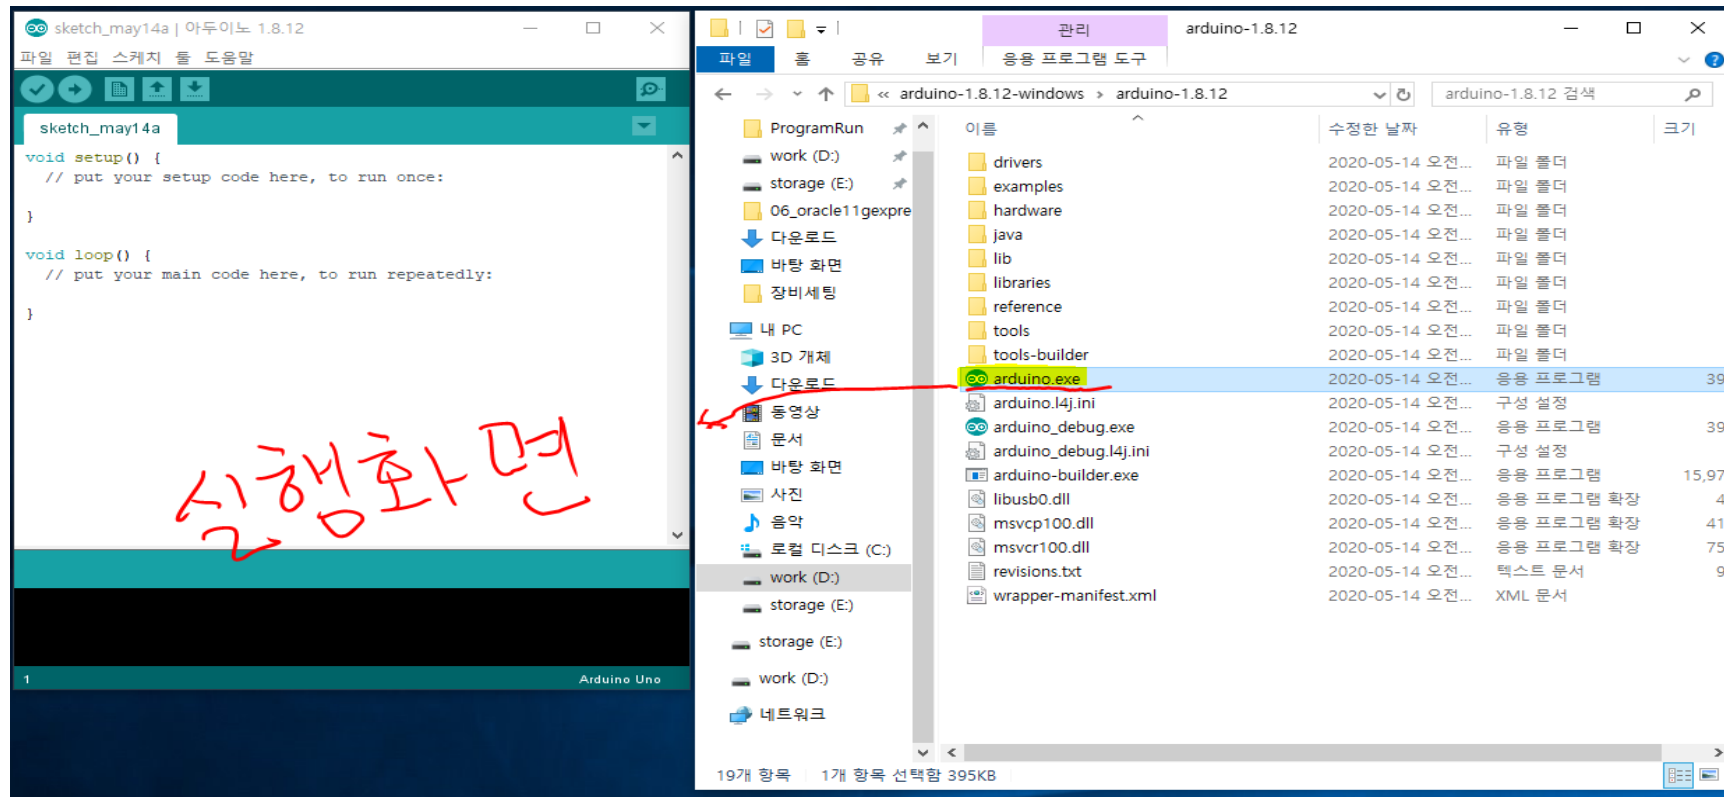 sketch_may14a | 아두이노 1.8.12
파일 편집 스케치 툴 도움말
sketch_may14a
void setup() {
// put your setup code here, to run once:
}
void loop() {
// put your main code here, to run repeatedly:
}
실행화면
1
Arduino Uno
관리
arduino-1.8.12
파일 홈 공유 보기 응용 프로그램 도구
« arduino-1.8.12-windows > arduino-1.8.12
arduino-1.8.12 검색
ProgramRun
work (D:)
storage (E:)
06_oracle11gexpre
다운로드
바탕 화면
장비세팅
내 PC
3D 개체
다운로드
동영상
문서
바탕 화면
사진
음악
로컬 디스크 (C:)
work (D:)
storage (E:)
storage (E:)
work (D:)
네트워크
이름 수정한 날짜 유형 크기
drivers 2020-05-14 오전... 파일 폴더
examples 2020-05-14 오전... 파일 폴더
hardware 2020-05-14 오전... 파일 폴더
java 2020-05-14 오전... 파일 폴더
lib 2020-05-14 오전... 파일 폴더
libraries 2020-05-14 오전... 파일 폴더
reference 2020-05-14 오전... 파일 폴더
tools 2020-05-14 오전... 파일 폴더
tools-builder 2020-05-14 오전... 파일 폴더
arduino.exe 2020-05-14 오전... 응용 프로그램 39
arduino.l4j.ini 2020-05-14 오전... 구성 설정
arduino_debug.exe 2020-05-14 오전... 응용 프로그램 39
arduino_debug.l4j.ini 2020-05-14 오전... 구성 설정
arduino-builder.exe 2020-05-14 오전... 응용 프로그램 15,97
libusb0.dll 2020-05-14 오전... 응용 프로그램 확장 4
msvcp100.dll 2020-05-14 오전... 응용 프로그램 확장 41
msvcr100.dll 2020-05-14 오전... 응용 프로그램 확장 75
revisions.txt 2020-05-14 오전... 텍스트 문서 9
wrapper-manifest.xml 2020-05-14 오전... XML 문서
19개 항목 1개 항목 선택함 395KB